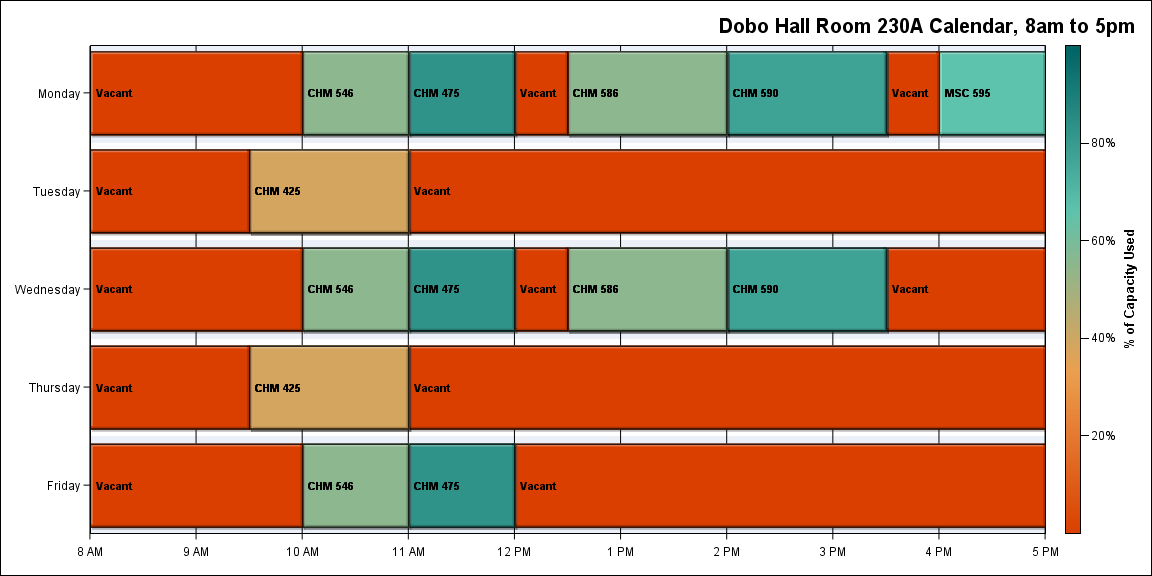 Dobo Hall Room 230A Calendar, 8am to 5pm
Monday
Vacant
CHM 546
CHM 475
Vacant
CHM 586
CHM 590
Vacant
MSC 595
Tuesday
Vacant
CHM 425
Vacant
Wednesday
Vacant
CHM 546
CHM 475
Vacant
CHM 586
CHM 590
Vacant
Thursday
Vacant
CHM 425
Vacant
Friday
Vacant
CHM 546
CHM 475
Vacant
8 AM
9 AM
10 AM
11 AM
12 PM
1 PM
2 PM
3 PM
4 PM
5 PM
80%
60%
40%
20%
% of Capacity Used